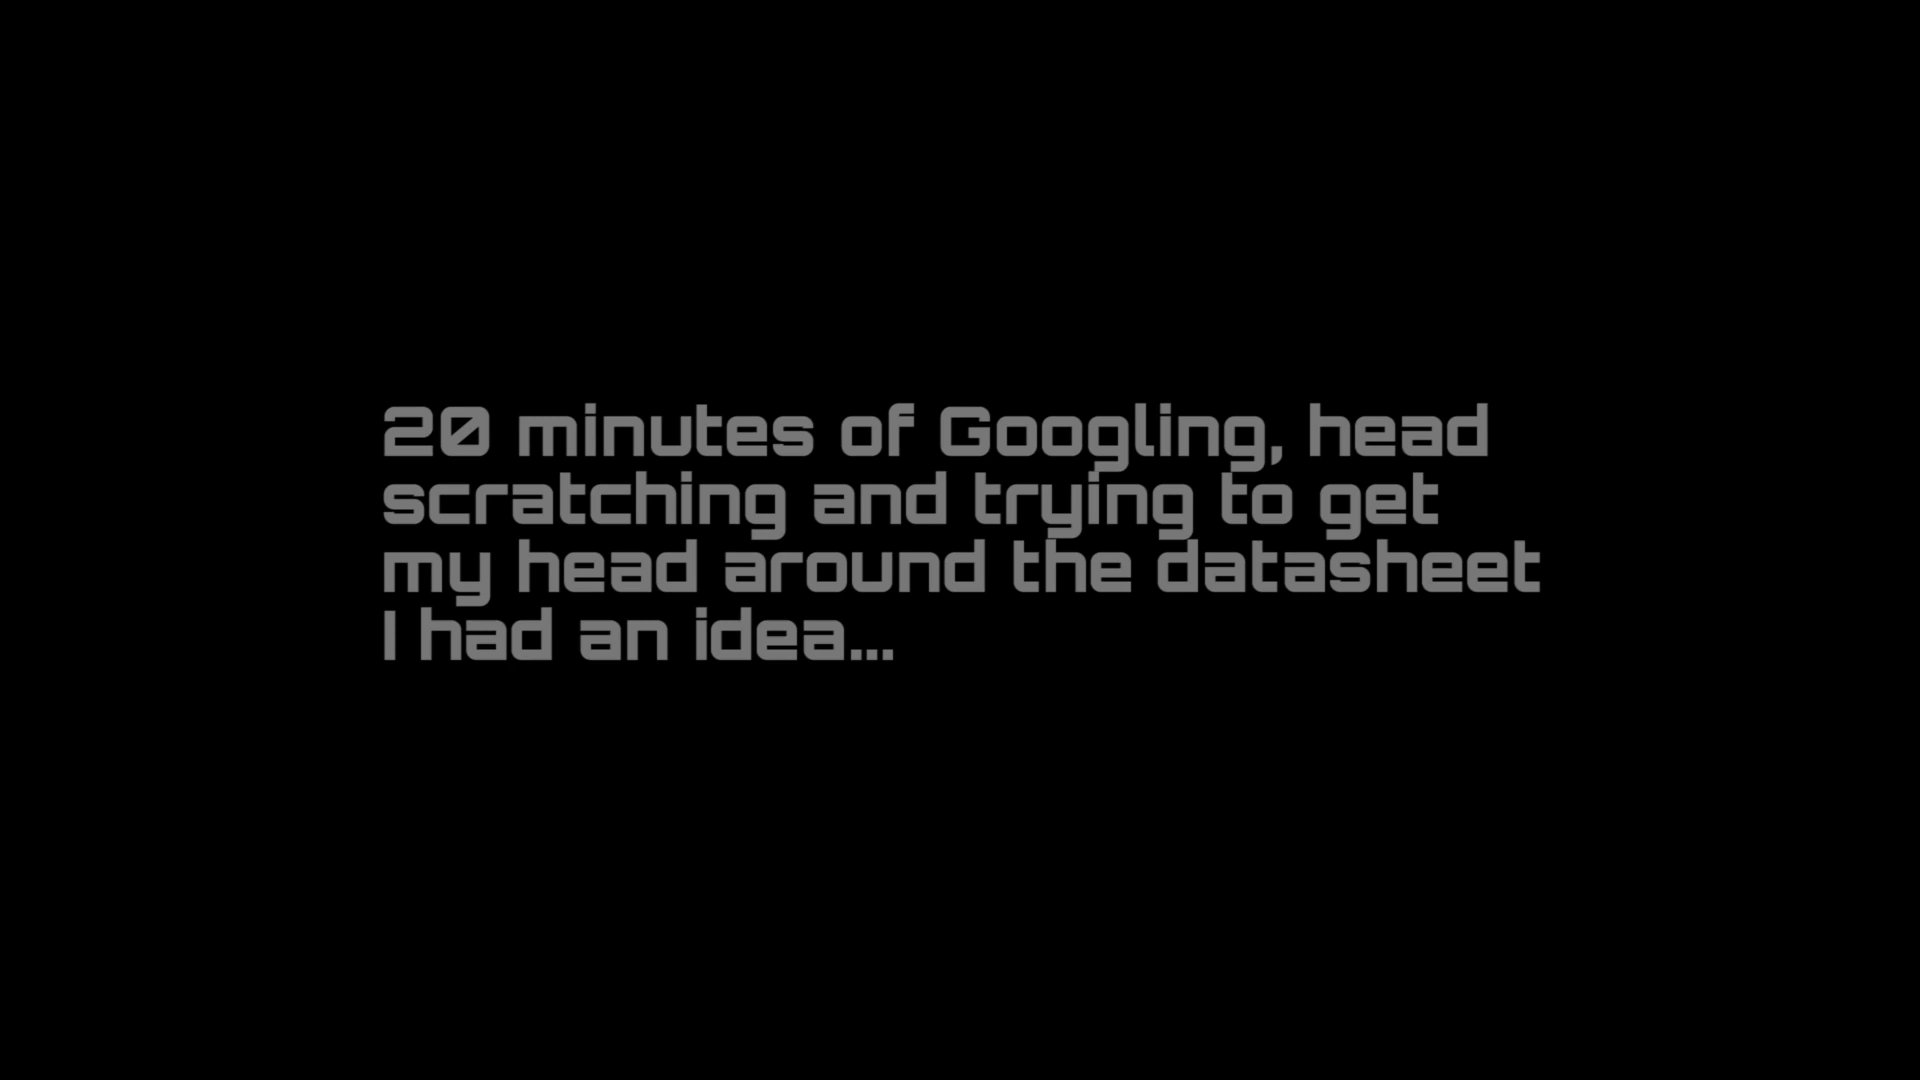 20 minutes of Googling, head
scratching and trying to get
my head around the datasheet
I had an idea...